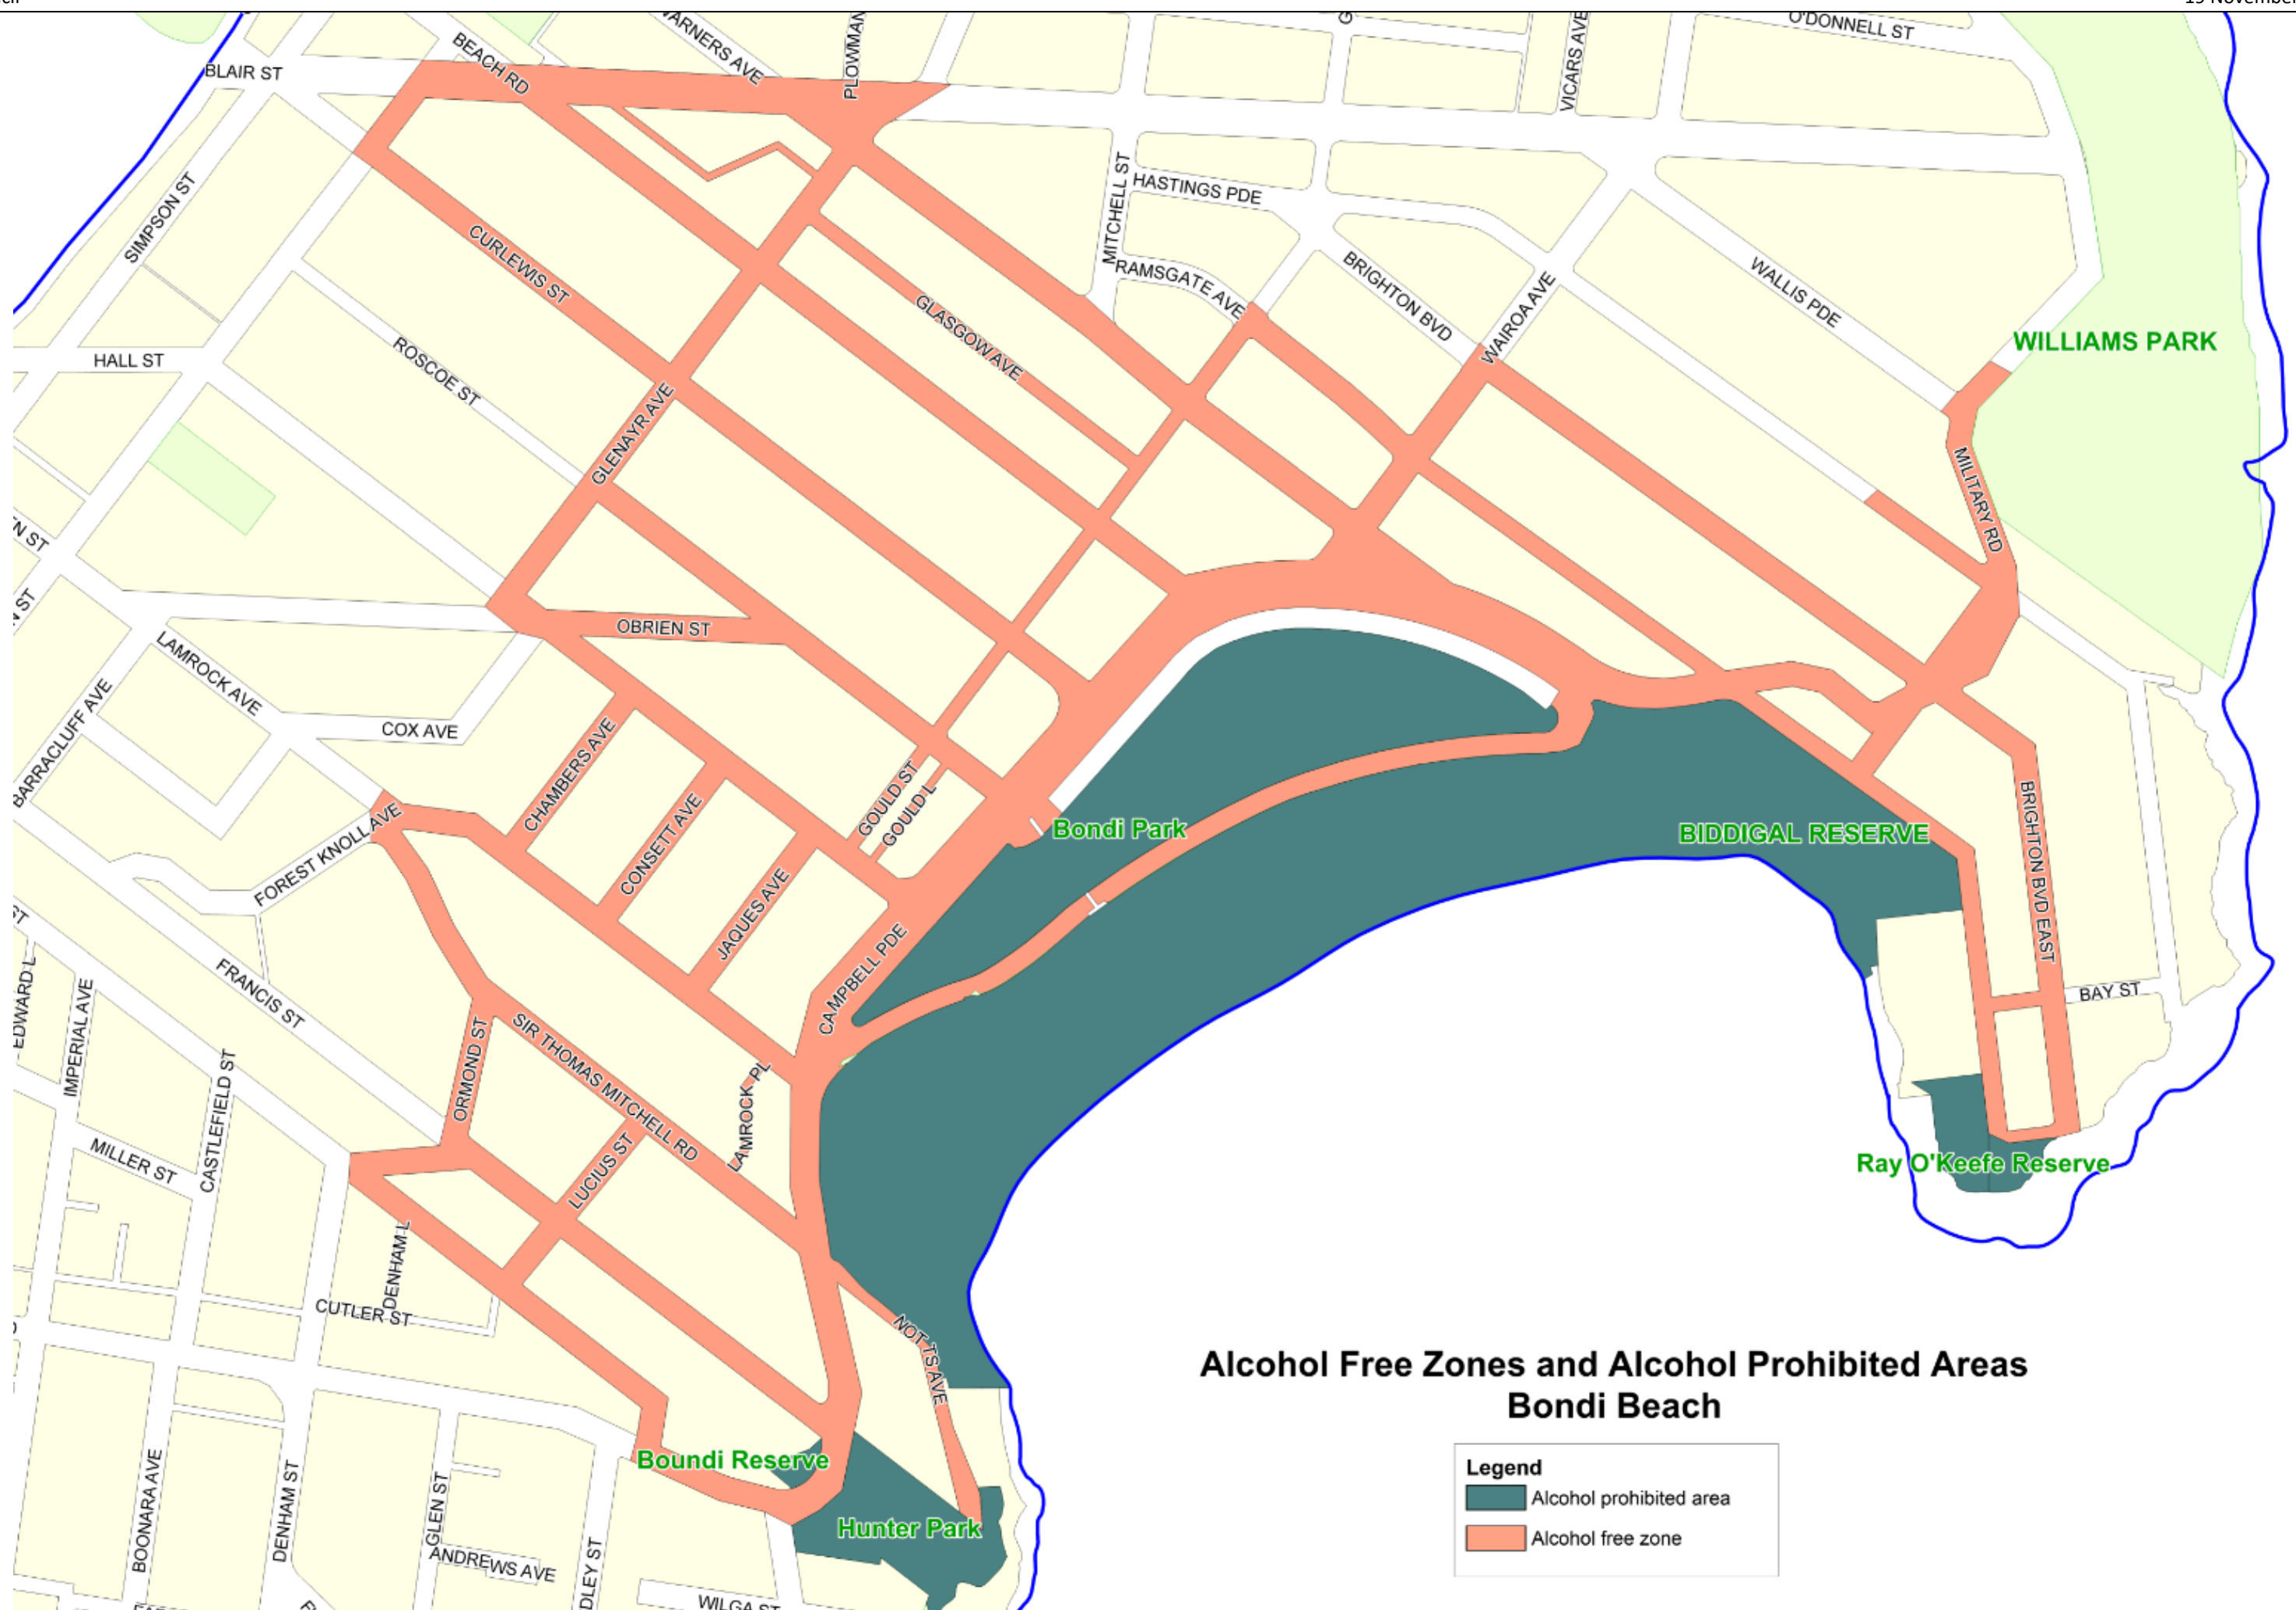 BLAIR ST
BEACH RD
WARNERS AVE
PLOWMAN
VICARS AVE
O'DONNELL ST
SIMPSON ST
CURLEWIS ST
MITCHELL ST
HASTINGS PDE
RAMSGATE AVE
BRIGHTON BVD
WAIROA AVE
WALLIS PDE
WILLIAMS PARK
HALL ST
ROSCOE ST
GLASGOW AVE
GLENAYR AVE
MILITARY RD
N ST
OBRIEN ST
LAMROCK AVE
BARRACLUFF AVE
COX AVE
CHAMBERS AVE
CONSETT AVE
GOULD ST
GOULD L
JAQUES AVE
Bondi Park
BIDDIGAL RESERVE
FOREST KNOLL AVE
CAMPBELL PDE
BRIGHTON BVD EAST
BAY ST
EDWARD L
IMPERIAL AVE
FRANCIS ST
CASTLEFIELD ST
ORMOND ST
SIR THOMAS MITCHELL RD
LAMROCK PL
LUCIUS ST
MILLER ST
Ray O'Keefe Reserve
DENHAM L
CUTLER ST
NOTTS AVE
Alcohol Free Zones and Alcohol Prohibited Areas
Bondi Beach
Boundi Reserve
Hunter Park
Legend
Alcohol prohibited area
Alcohol free zone
BOONARA AVE
DENHAM ST
GLEN ST
ANDREWS AVE
DLEY ST
WILGA ST